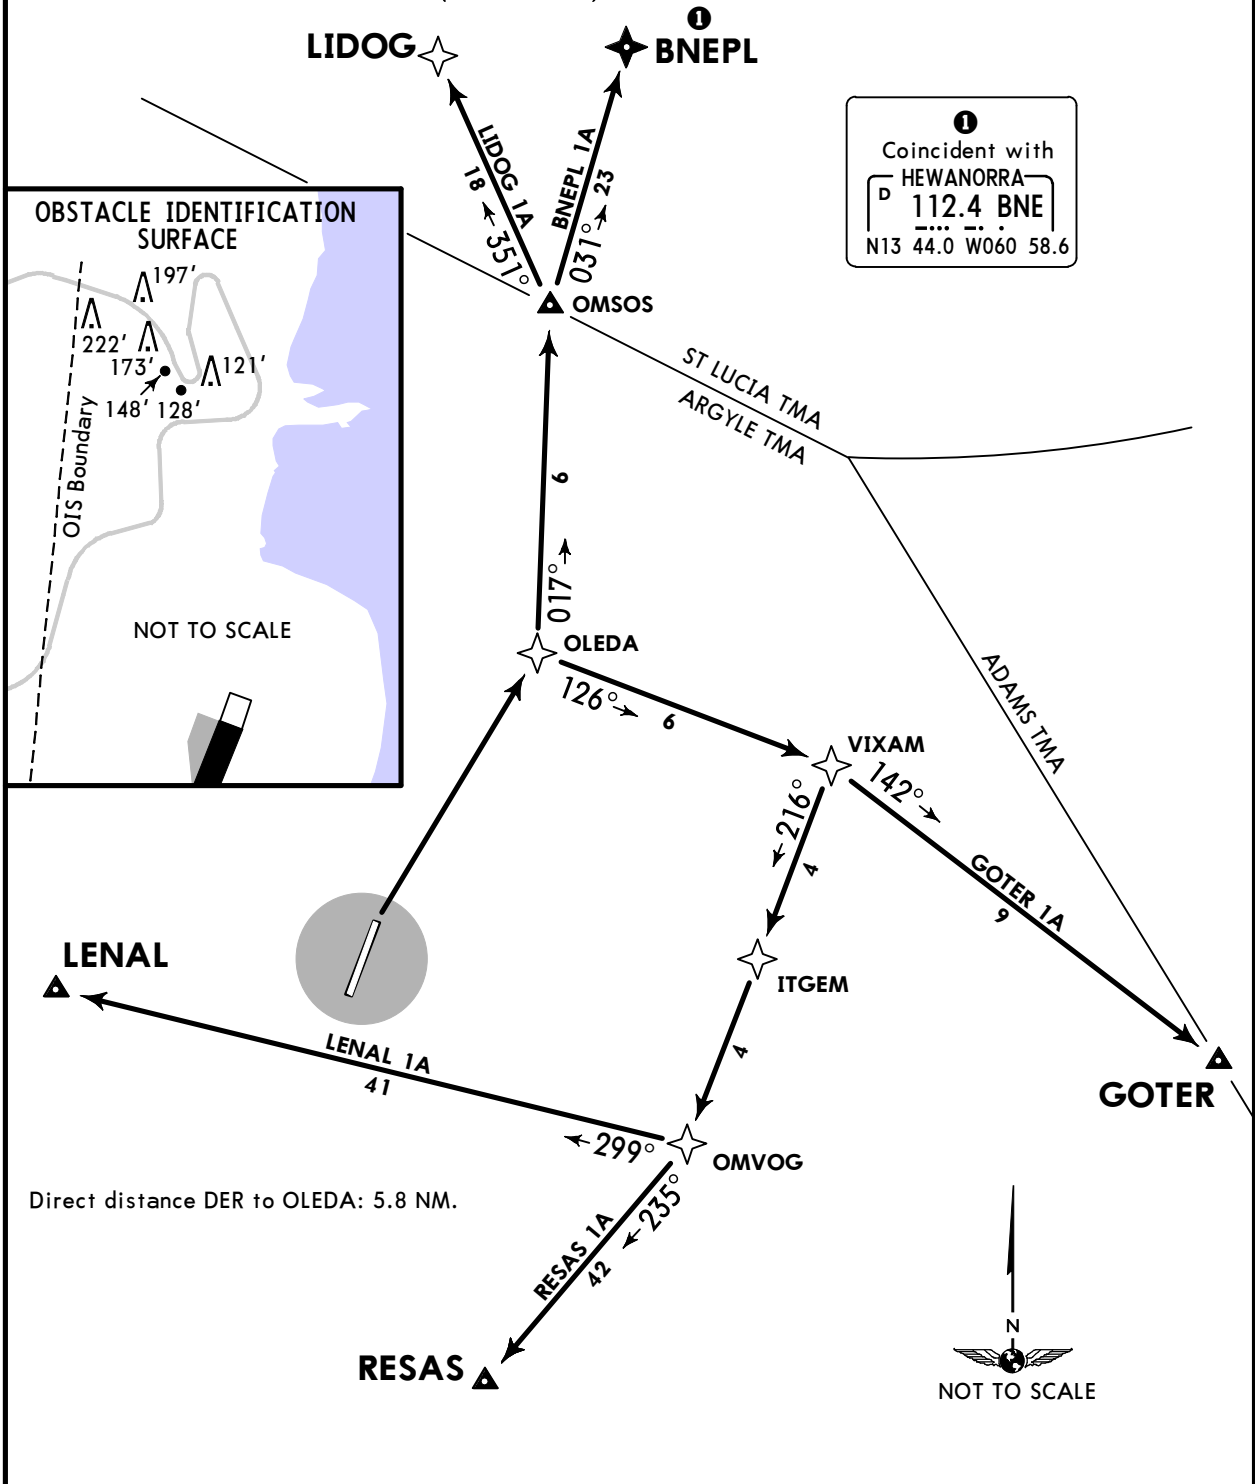 LIDOG
❶
BNEPL
LIDOG 1A
18
351°
BNEPL 1A
23
031°
❶
Coincident with
HEWANORRA
D 112.4 BNE
N13 44.0 W060 58.6
OBSTACLE IDENTIFICATION
SURFACE
197'
222'
173'
121'
148' 128'
OIS Boundary
NOT TO SCALE
OMSOS
ST LUCIA TMA
ARGYLE TMA
6
017°
OLEDA
126°
6
ADAMS TMA
VIXAM
142°
216°
4
GOTER 1A
9
ITGEM
LENAL
LENAL 1A
41
4
GOTER
299°
OMVOG
Direct distance DER to OLEDA: 5.8 NM.
235°
RESAS 1A
42
RESAS
N
NOT TO SCALE